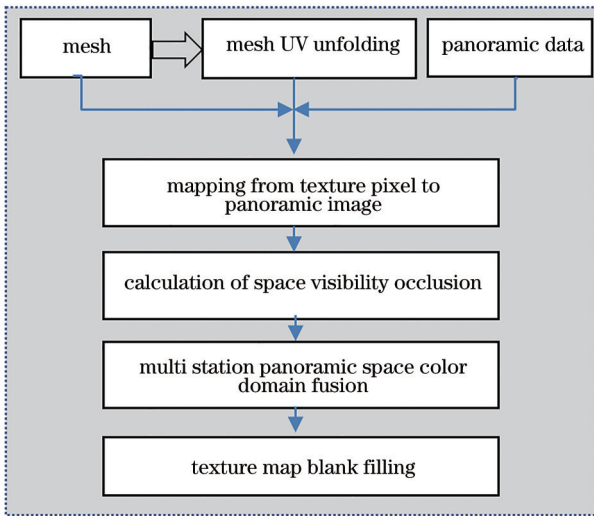 mesh
mesh UV unfolding
panoramic data
mapping from texture pixel to
panoramic image
calculation of space visibility occlusion
multi station panoramic space color
domain fusion
texture map blank filling